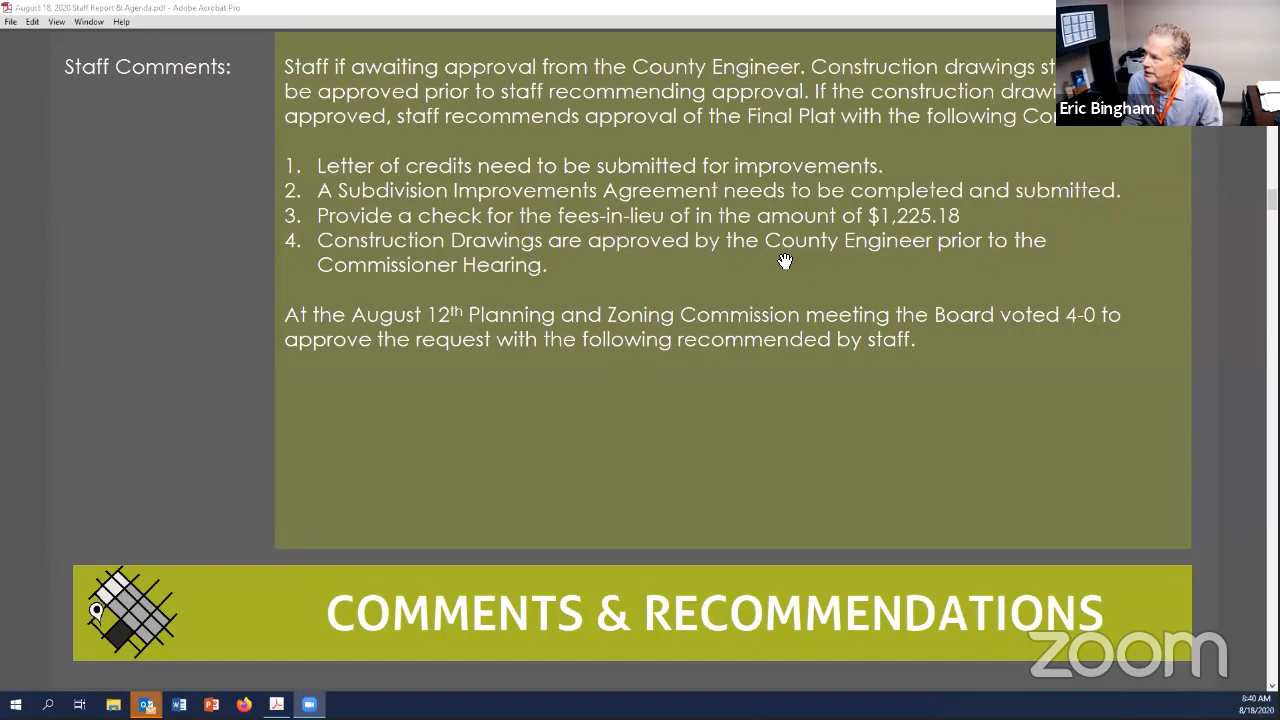 August 18, 2020 Staff Report & Agenda.pdf - Adobe Acrobat Pro
File Edit View Window Help
Eric Bingham
Staff Comments:
Staff if awaiting approval from the County Engineer. Construction drawings
be approved prior to staff recommending approval. If the construction
approved, staff recommends approval of the Final Plat with the following
1. Letter of credits need to be submitted for improvements.
2. A Subdivision Improvements Agreement needs to be completed and submitted.
3. Provide a check for the fees-in-lieu of in the amount of $1,225.18
4. Construction Drawings are approved by the County Engineer prior to the
Commissioner Hearing.
At the August 12th Planning and Zoning Commission meeting the Board voted 4-0 to
approve the request with the following recommended by staff.
COMMENTS & RECOMMENDATIONS
zoom
8:40 AM
8/18/2020